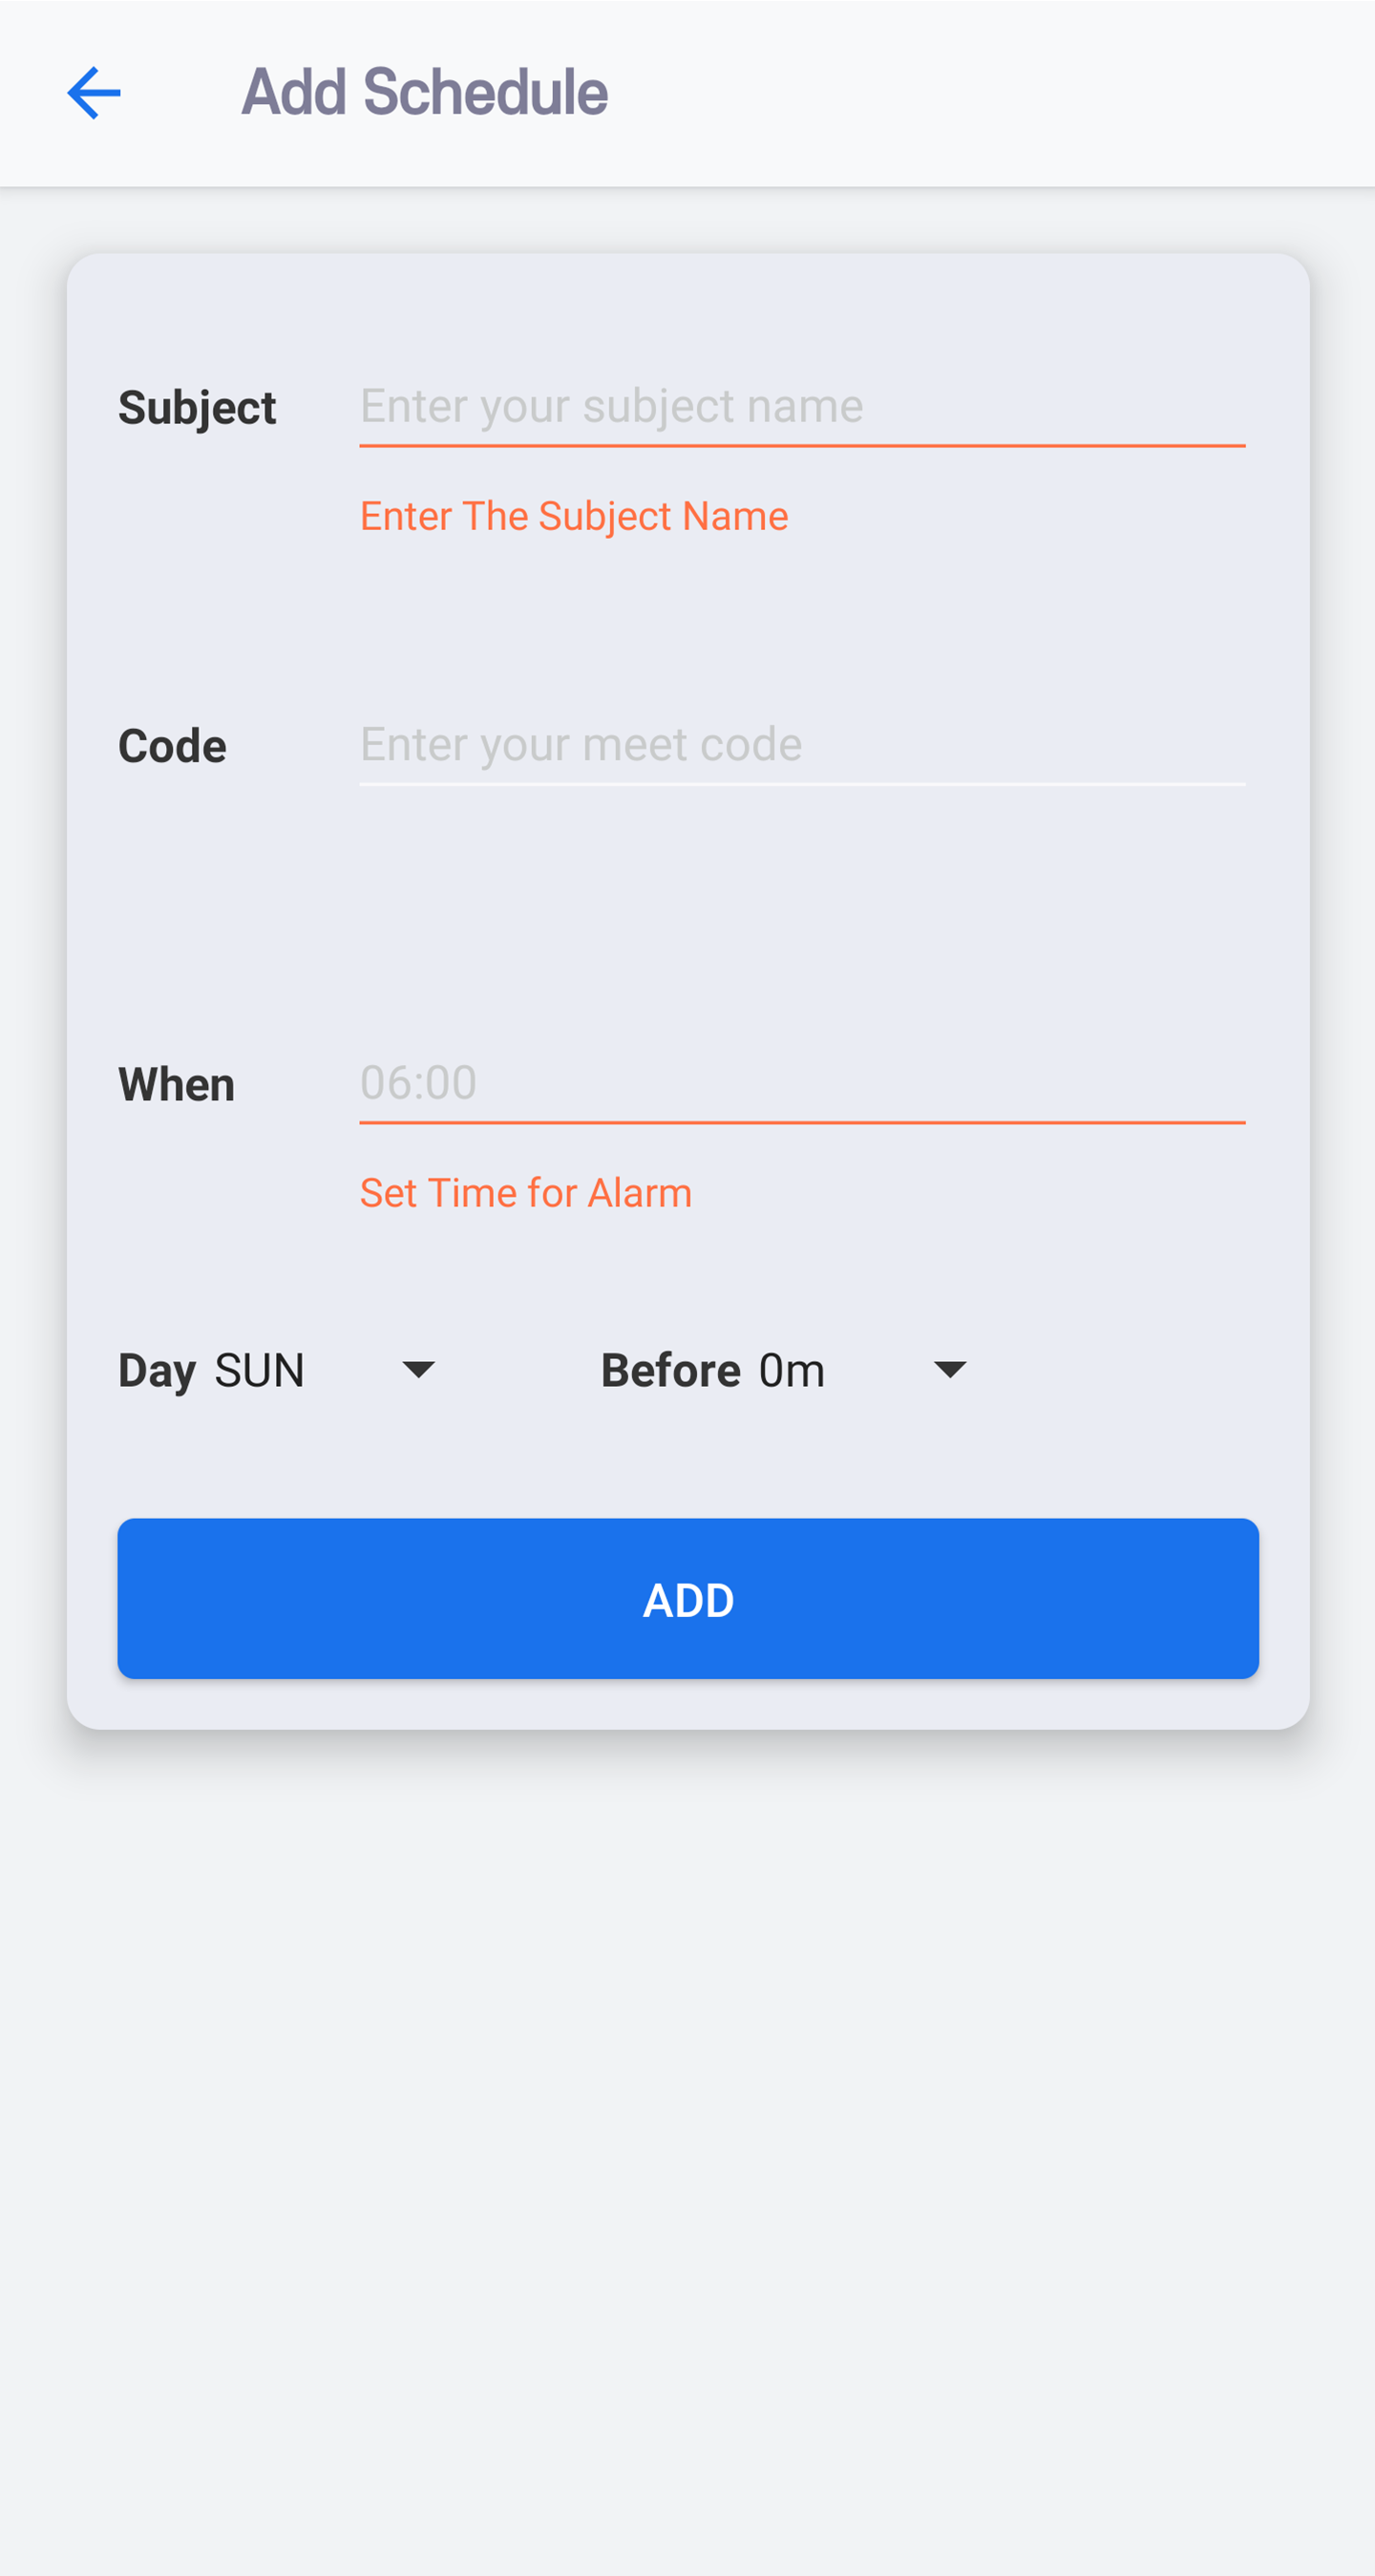 Add Schedule
Subject Enter your subject name
Enter The Subject Name
Code Enter your meet code
When 06:00
Set Time for Alarm
Day SUN Before 0m
ADD